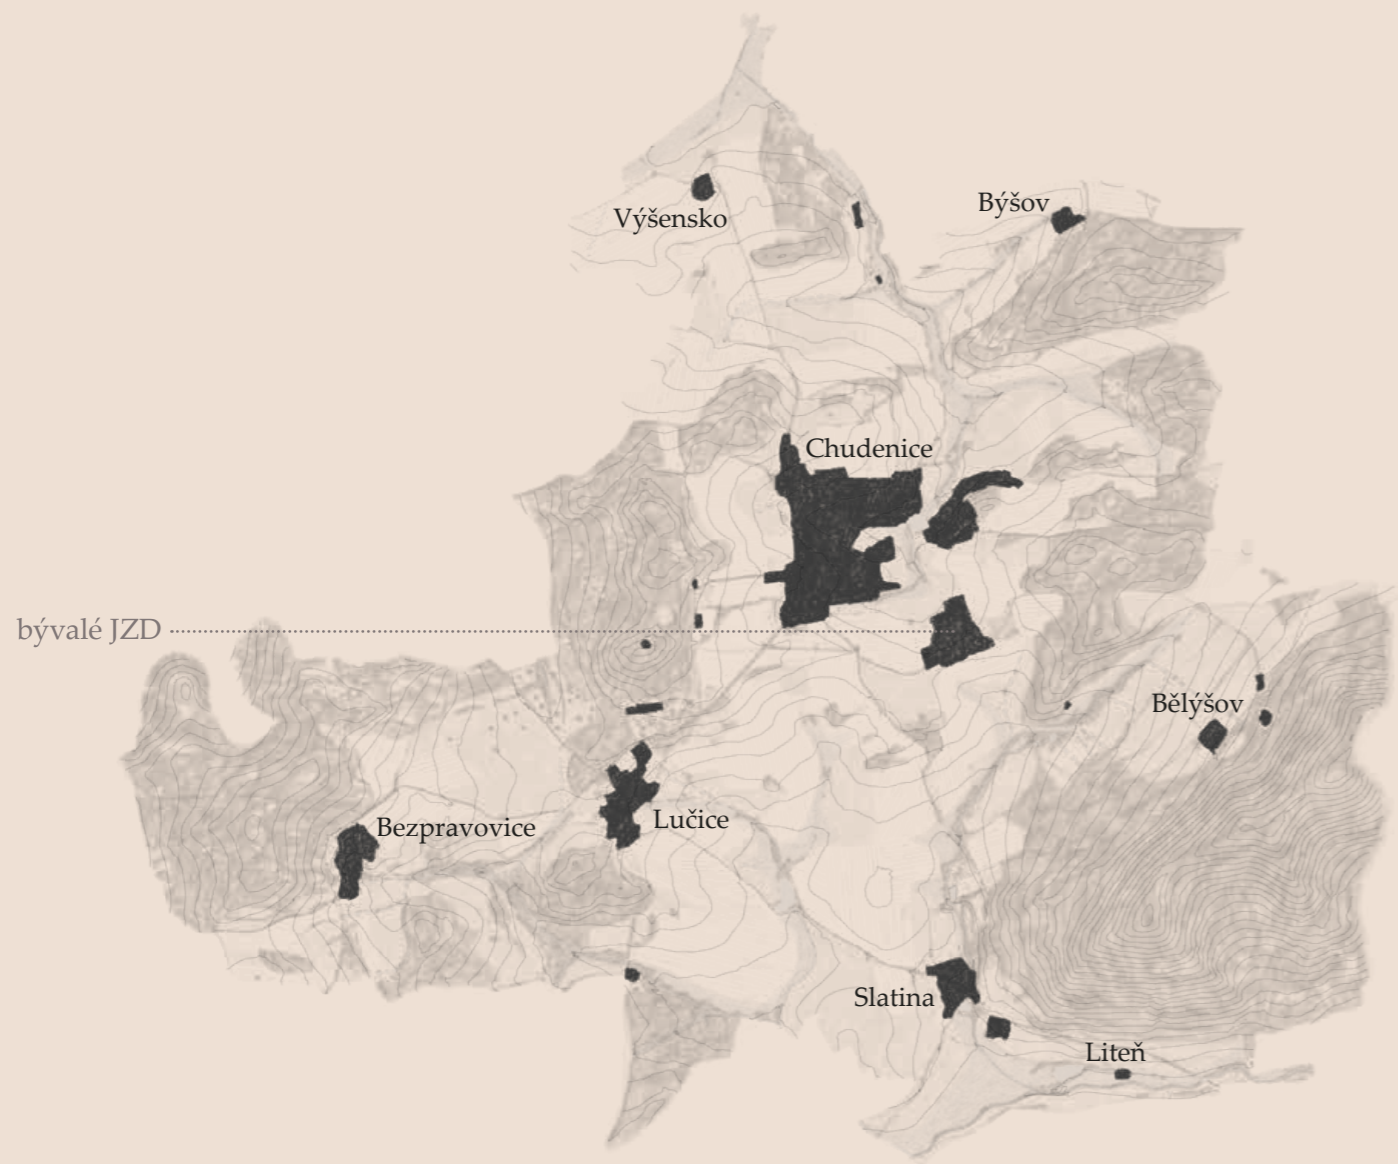 Býšov
Výšensko
Chudenice
bývalé JZD
Bělýšov
Lučice
Bezpravovice
Slatina
Liteň